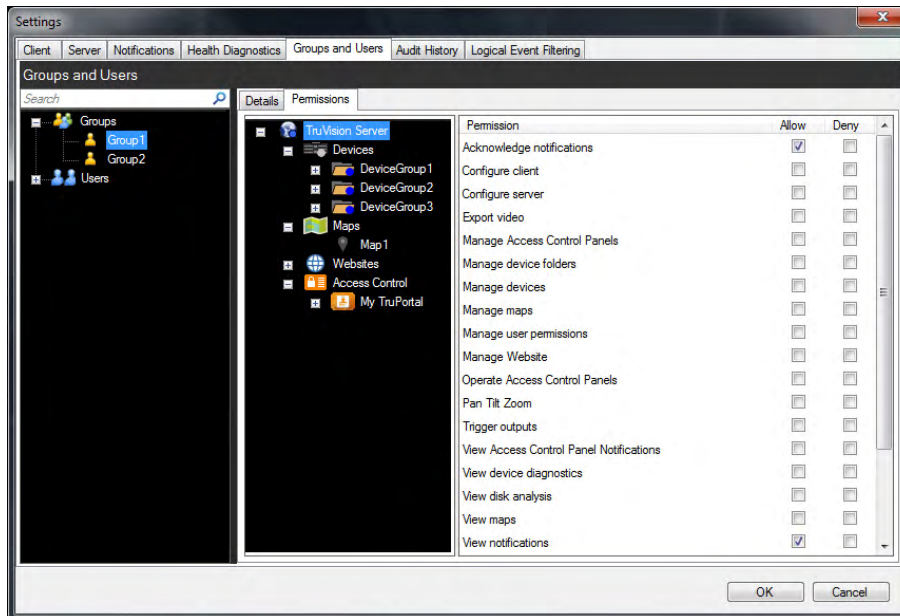 Settings
Client Server Notifications Health Diagnostics Groups and Users Audit History Logical Event Filtering
Groups and Users
Search
Groups
Group1
Group2
Users
Details Permissions
TruVision Server
Devices
DeviceGroup1
DeviceGroup2
DeviceGroup3
Maps
Map1
Websites
Access Control
My TruPortal
Permission Allow Deny
Acknowledge notifications
Configure client
Configure server
Export video
Manage Access Control Panels
Manage device folders
Manage devices
Manage maps
Manage user permissions
Manage Website
Operate Access Control Panels
Pan Tilt Zoom
Trigger outputs
View Access Control Panel Notifications
View device diagnostics
View disk analysis
View maps
View notifications
OK Cancel